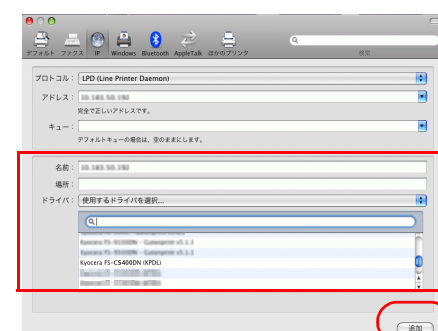 デフォルト ファクス IP Windows Bluetooth AppleTalk ほかのプリンタ 検索
プロトコル： LPD (Line Printer Daemon)
アドレス：
完全で正しいアドレスです。
キュー：
デフォルトキューの場合は、空のままにします。
名前：
場所：
ドライバ： 使用するドライバを選択...
Kyocera FS-C5400DN (KPDL)
追加